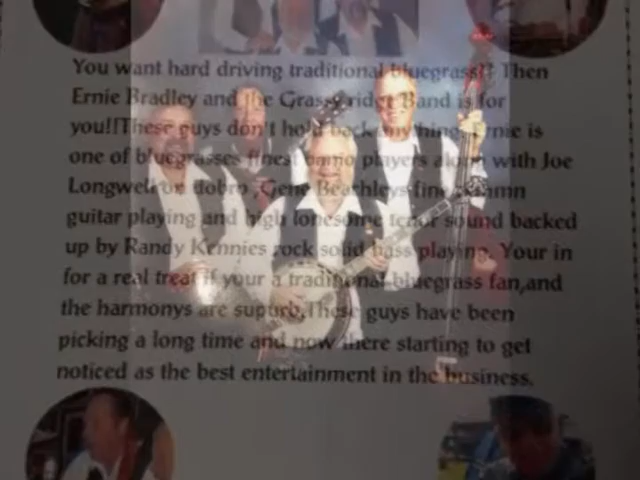 You want hard driving traditional bluegrass!! Then
Ernie Bradley and the Grassy ridge Band is for
you!!These guys don't hold back anything. Ernie is
one of bluegrasses finest banjo players along with Joe
Longwell on dobro ,Gene Beachleys fine
guitar playing and high lonesome tenor sound backed
up by Randy Kennies rock solid bass playing. Your in
for a real treat if your a traditional bluegrass fan,and
the harmonys are supurb.These guys have been
picking a long time and now there starting to get
noticed as the best entertainment in the business.